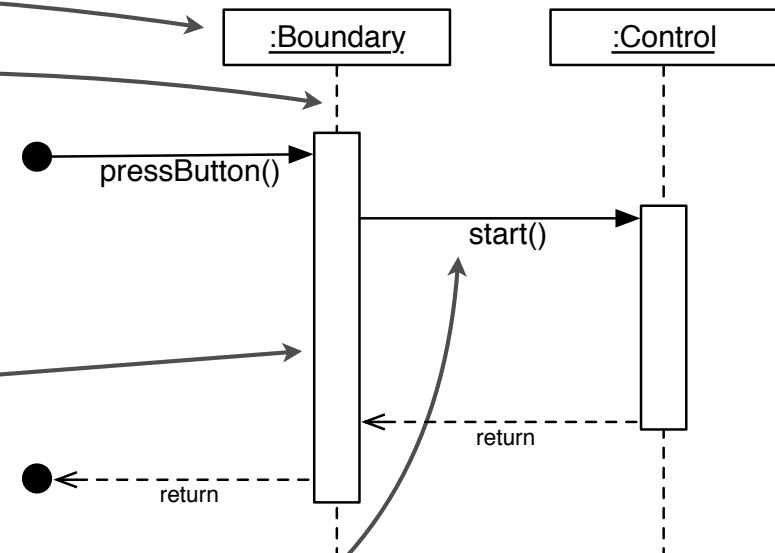 :Boundary
:Control
pressButton()
start()
return
return